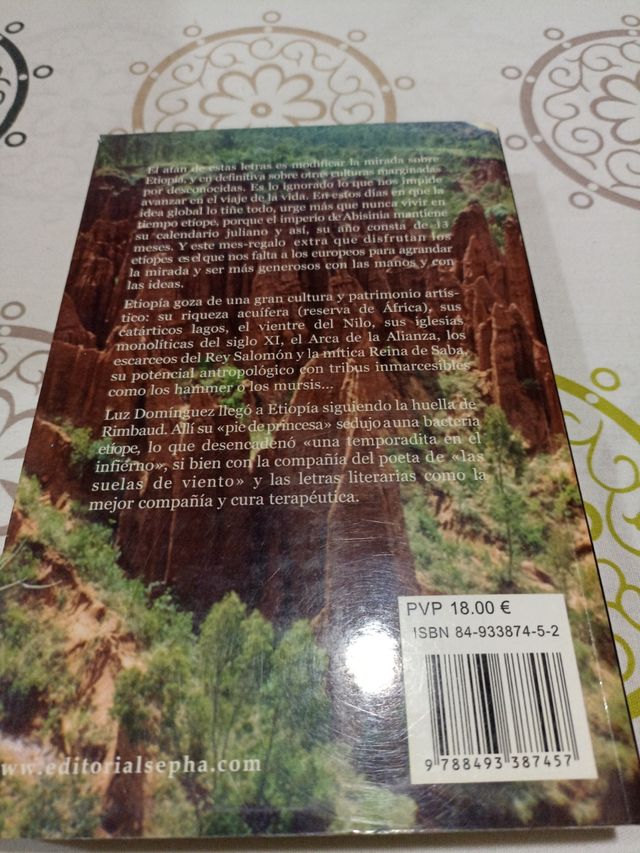 El afán de estas letras es modificar la mirada sobre
Etiopía, y en definitiva sobre otras culturas marginadas
por desconocidas. Es lo ignorado lo que nos impide
avanzar en el viaje de la vida. En estos días en que la
idea global lo tiñe todo, urge más que nunca vivir en
tiempo etíope, porque el imperio de Abisinia mantiene
su calendario juliano y así, su año consta de 13
meses. Y este mes-regalo extra que disfrutan los
etíopes es el que nos falta a los europeos para agrandar
la mirada y ser más generosos con las manos y con
las ideas.
Etiopía goza de una gran cultura y patrimonio artís-
tico: su riqueza acuífera (reserva de África), sus
catárticos lagos, el vientre del Nilo, sus iglesias
monolíticas del siglo XI, el Arca de la Alianza, los
escarceos del Rey Salomón y la mítica Reina de Saba,
su potencial antropológico con tribus inmarcesibles
como los hammer o los mursis...
Luz Domínguez llegó a Etiopía siguiendo la huella de
Rimbaud. Allí su «pie de princesa» sedujo a una bacteria
etíope, lo que desencadenó «una temporadita en el
infierno», si bien con la compañía del poeta de «las
suelas de viento» y las letras literarias como la
mejor compañía y cura terapéutica.
PVP 18.00 €
ISBN 84-933874-5-2
9 788493 387457
www.editorialsepha.com